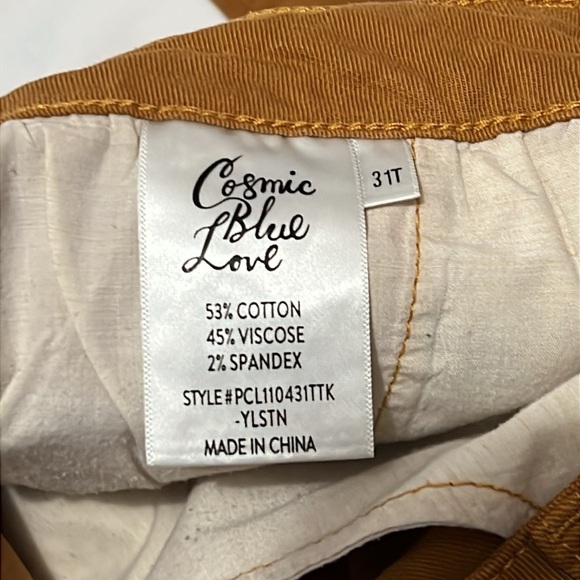 Cosmic
Blue
Love
31T
53% COTTON
45% VISCOSE
2% SPANDEX
STYLE#PCL110431TTK
-YLSTN
MADE IN CHINA